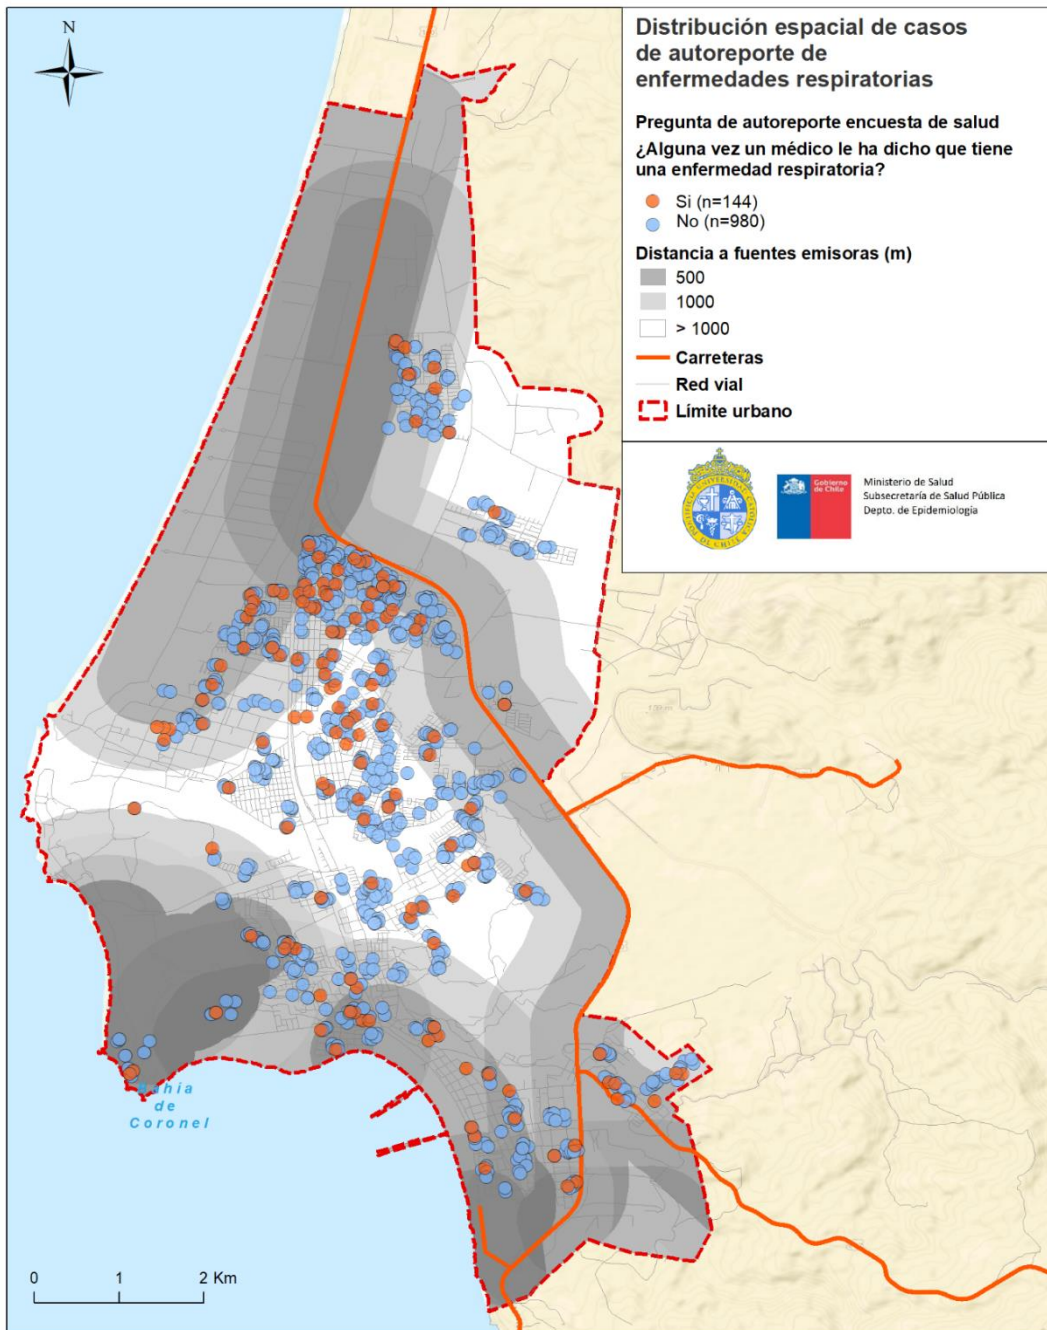 N
Distribución espacial de casos
de autoreporte de
enfermedades respiratorias
Pregunta de autoreporte encuesta de salud
¿Alguna vez un médico le ha dicho que tiene
una enfermedad respiratoria?
Si (n=144)
No (n=980)
Distancia a fuentes emisoras (m)
500
1000
> 1000
Carreteras
Red vial
Límite urbano
Gobierno
de Chile
Ministerio de Salud
Subsecretaría de Salud Pública
Depto. de Epidemiología
Bahía
de
Coronel
0 1 2 Km